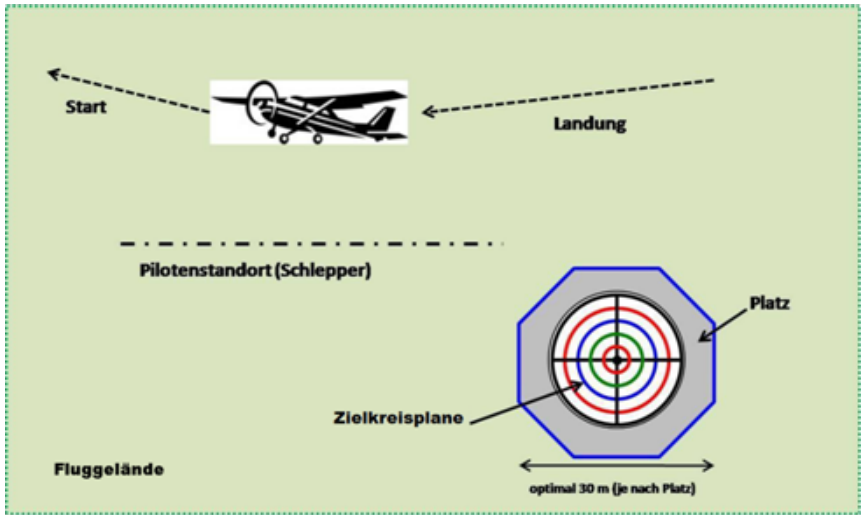 Start
Landung
Pilotenstandort (Schlepper)
Platz
Zielkreisplane
Fluggelände
optimal 30 m (je nach Platz)